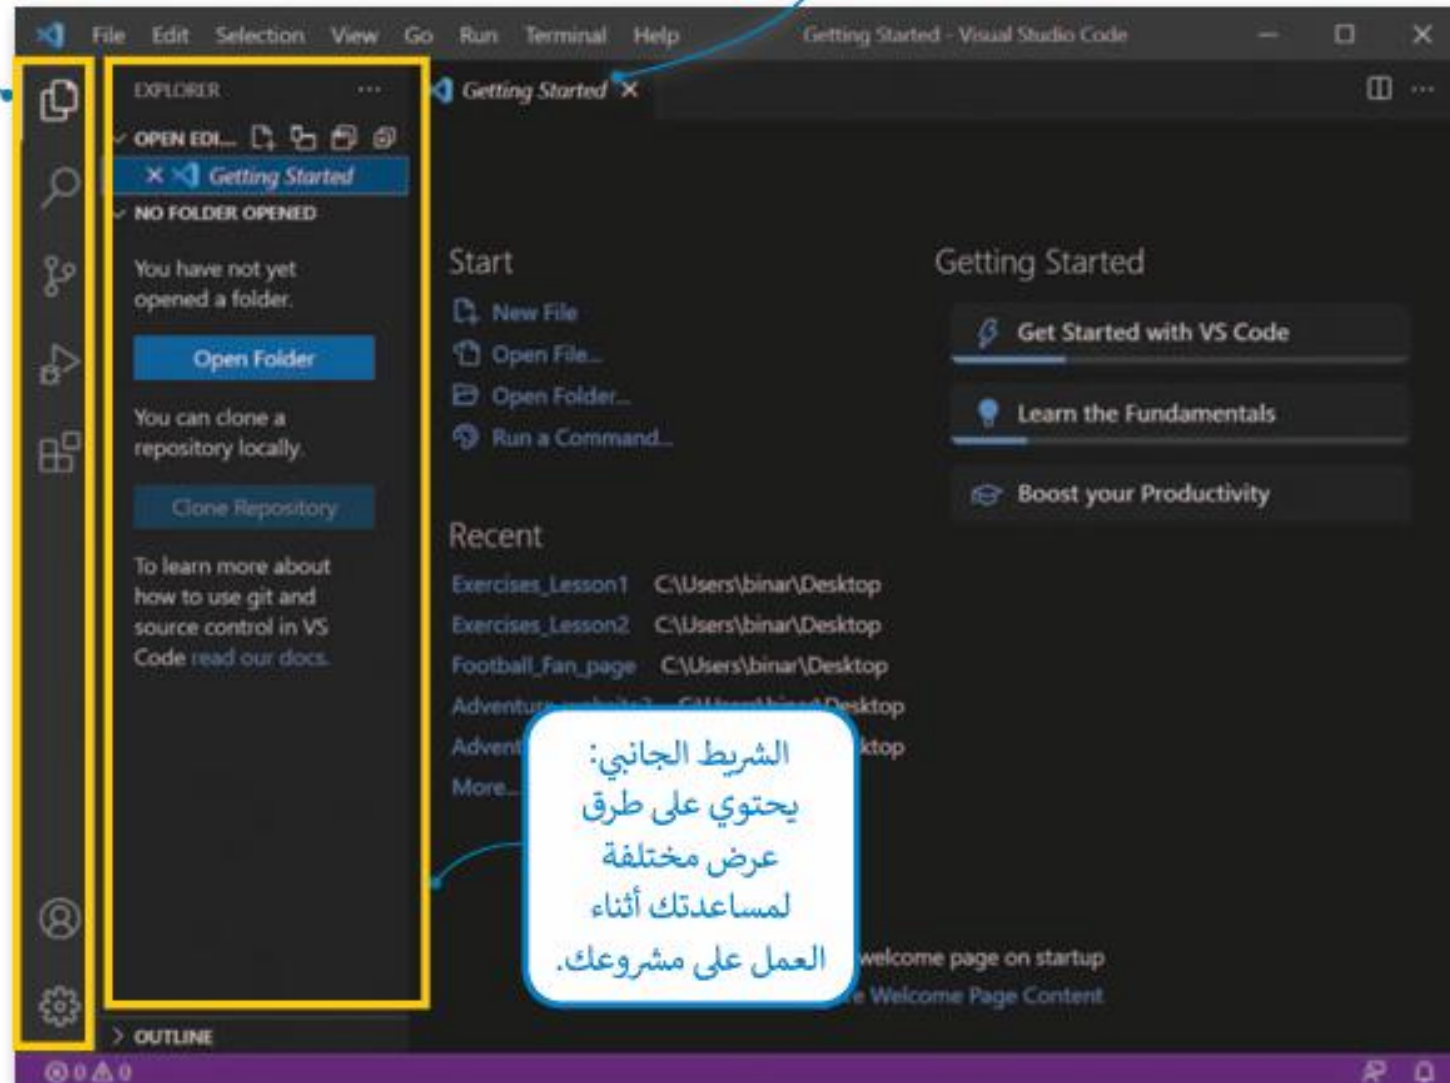 File Edit Selection View Go Run Terminal Help Getting Started - Visual Studio Code
EXPLORER
Getting Started
OPEN EDI...
Getting Started
NO FOLDER OPENED
You have not yet
opened a folder.
Open Folder
You can clone a
repository locally.
Clone Repository
To learn more about
how to use git and
source control in VS
Code read our docs.
OUTLINE
Start
New File
Open File...
Open Folder...
Run a Command...
Recent
Exercises_Lesson1 C:\Users\binar\Desktop
Exercises_Lesson2 C:\Users\binar\Desktop
Football_Fan_page C:\Users\binar\Desktop
Desktop
More...
Getting Started
Get Started with VS Code
Learn the Fundamentals
Boost your Productivity
الشريط الجانبي:
يحتوي على طرق
عرض مختلفة
لمساعدتك أثناء
العمل على مشروعك.
welcome page on startup
Welcome Page Content
0 0